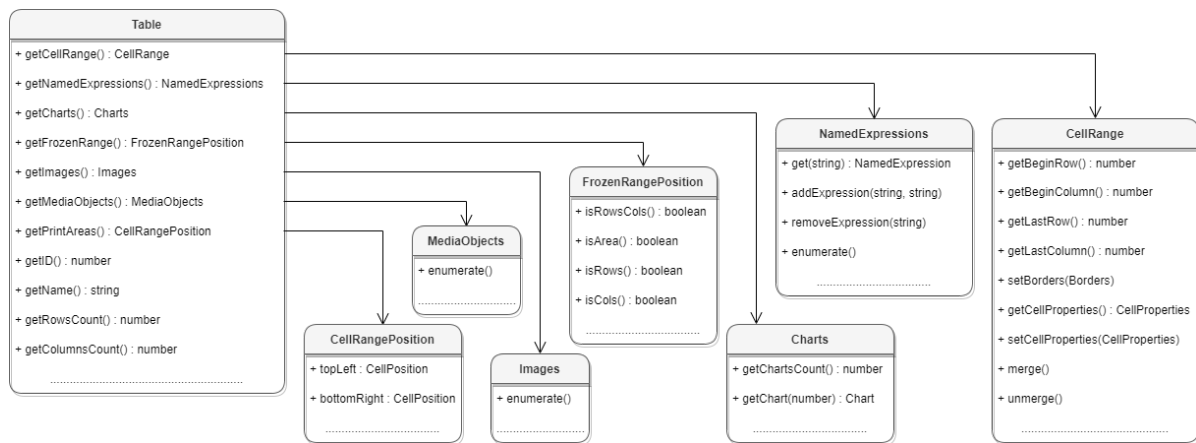 Table
+ getCellRange() : CellRange
+ getNamedExpressions() : NamedExpressions
+ getCharts() : Charts
+ getFrozenRange() : FrozenRangePosition
+ getImages() : Images
+ getMediaObjects() : MediaObjects
+ getPrintAreas() : CellRangePosition
+ getID() : number
+ getName() : string
+ getRowsCount() : number
+ getColumnsCount() : number
CellRangePosition
+ topLeft : CellPosition
+ bottomRight : CellPosition
MediaObjects
+ enumerate()
Images
+ enumerate()
FrozenRangePosition
+ isRowsCols() : boolean
+ isArea() : boolean
+ isRows() : boolean
+ isCols() : boolean
Charts
+ getChartsCount() : number
+ getChart(number) : Chart
NamedExpressions
+ get(string) : NamedExpression
+ addExpression(string, string)
+ removeExpression(string)
+ enumerate()
CellRange
+ getBeginRow() : number
+ getBeginColumn() : number
+ getLastRow() : number
+ getLastColumn() : number
+ setBorders(Borders)
+ getCellProperties() : CellProperties
+ setCellProperties(CellProperties)
+ merge()
+ unmerge()